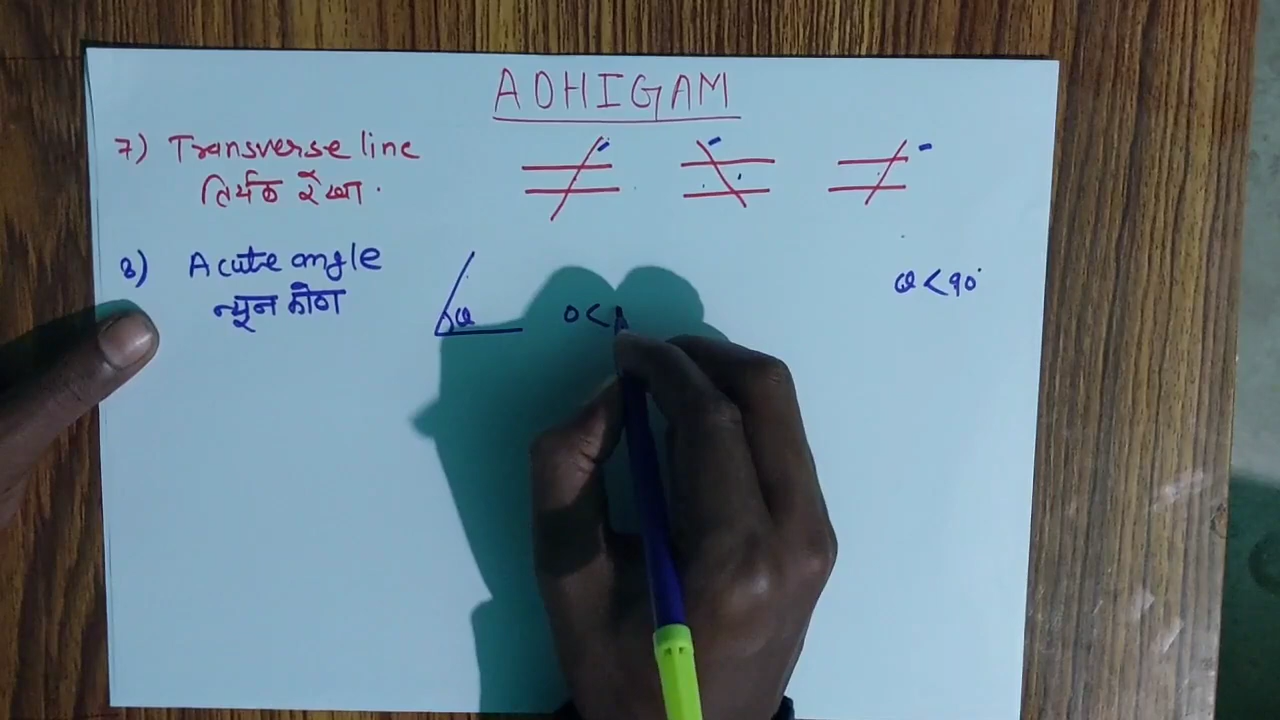 ADHIGAM
7) Transverse line
तिर्यक रेखा
8) Acute angle
न्यून कोण
θ
0<
θ<90°